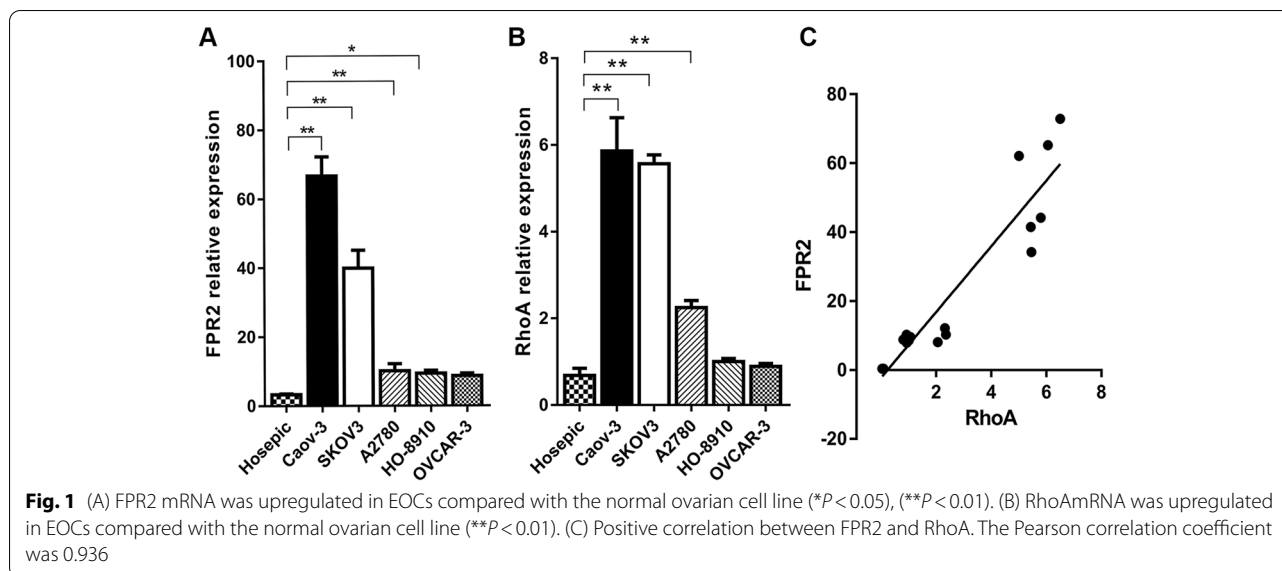 A
FPR2 relative expression
100
80
60
40
20
0
*
**
**
**
Hosepic
Caov-3
SKOV3
A2780
HO-8910
OVCAR-3
B
RhoA relative expression
8
6
4
2
0
**
**
**
Hosepic
Caov-3
SKOV3
A2780
HO-8910
OVCAR-3
C
FPR2
80
60
40
20
0
-20
2
4
6
8
RhoA
Fig. 1 (A) FPR2 mRNA was upregulated in EOCs compared with the normal ovarian cell line (*P < 0.05), (**P < 0.01). (B) RhoAmRNA was upregulated
in EOCs compared with the normal ovarian cell line (**P < 0.01). (C) Positive correlation between FPR2 and RhoA. The Pearson correlation coefficient
was 0.936